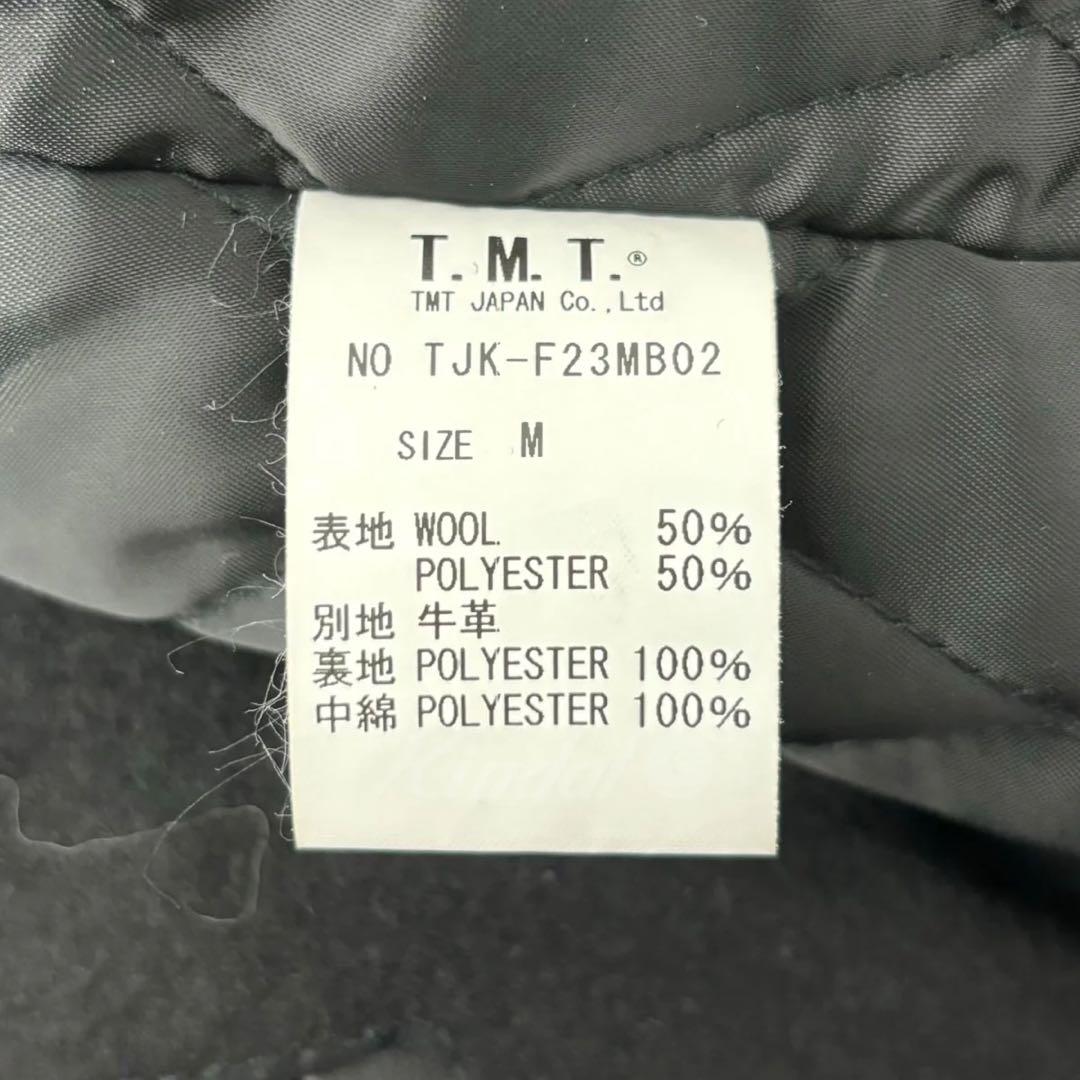 T. M. T.®
TMT JAPAN Co.,Ltd
NO TJK-F23MB02
SIZE M
表地 WOOL 50%
POLYESTER 50%
別地 牛革
裏地 POLYESTER 100%
中綿 POLYESTER 100%